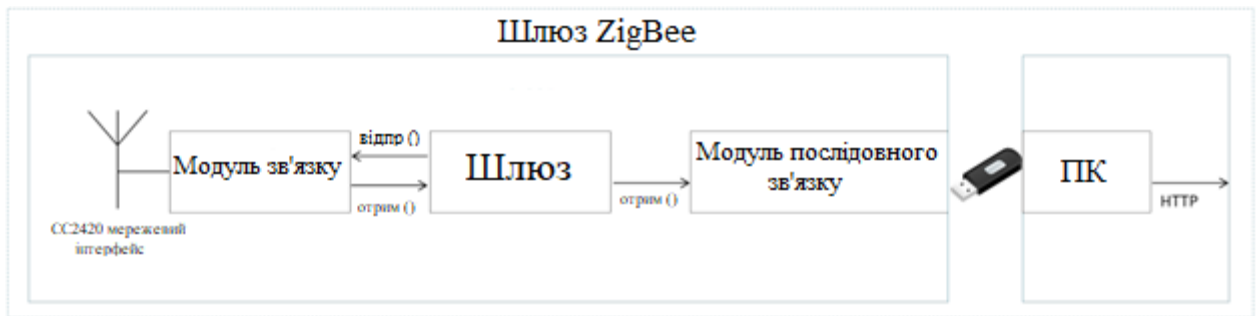 Шлюз ZigBee
відпр ()
Модуль зв'язку
Шлюз
Модуль послідовного
зв'язку
ПК
отрим ()
отрим ()
HTTP
CC2420 мережевий
інтерфейс